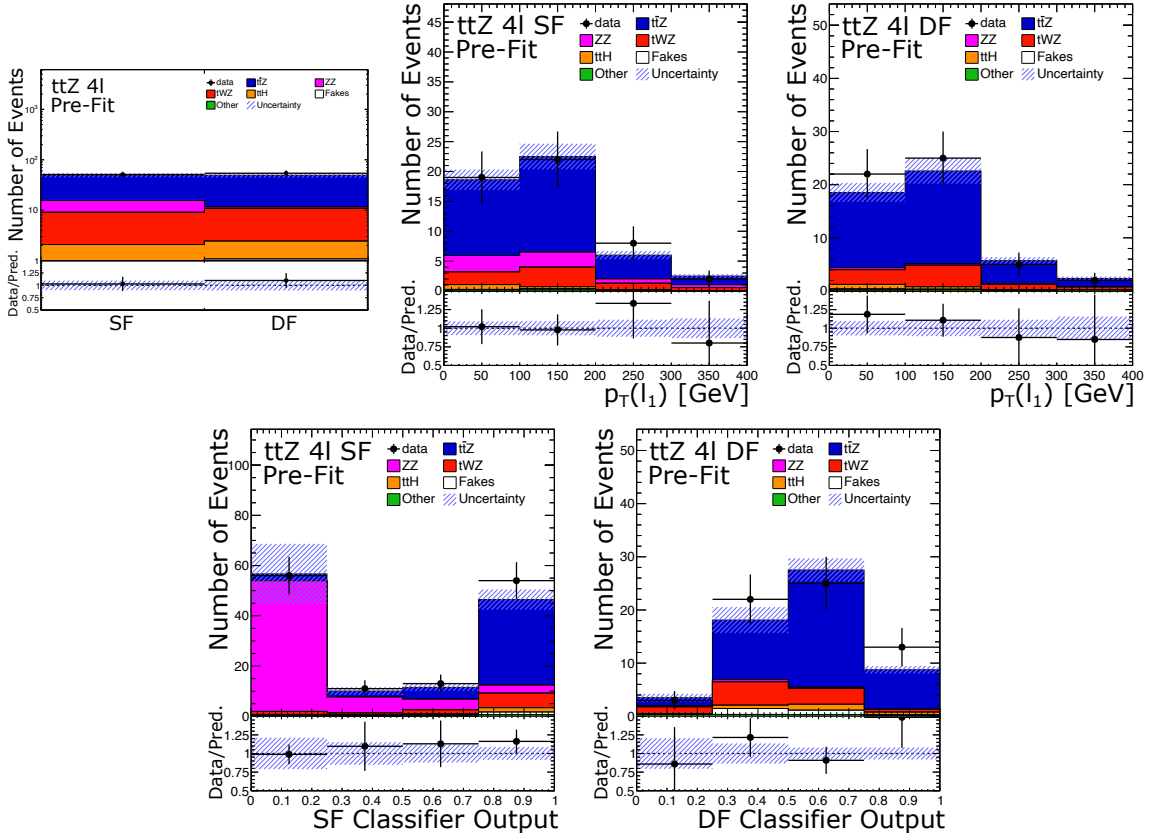 ttZ 4l
Pre-Fit
data
tt̄Z
ZZ
tWZ
ttH
Fakes
Other
Uncertainty
Number of Events
10³
10²
10
1
Data/Pred.
1.25
1
0.75
0.5
SF
DF
ttZ 4l SF
Pre-Fit
data
tt̄Z
ZZ
tWZ
ttH
Fakes
Other
Uncertainty
Number of Events
45
40
35
30
25
20
15
10
5
0
Data/Pred.
1.25
1
0.75
0.5
0 50 100 150 200 250 300 350 400
p_T(l_1) [GeV]
ttZ 4l DF
Pre-Fit
data
tt̄Z
ZZ
tWZ
ttH
Fakes
Other
Uncertainty
Number of Events
50
40
30
20
10
0
Data/Pred.
1.25
1
0.75
0.5
0 50 100 150 200 250 300 350 400
p_T(l_1) [GeV]
ttZ 4l SF
Pre-Fit
data
tt̄Z
ZZ
tWZ
ttH
Fakes
Other
Uncertainty
Number of Events
100
80
60
40
20
0
Data/Pred.
1.25
1
0.75
0.5
0 0.1 0.2 0.3 0.4 0.5 0.6 0.7 0.8 0.9 1
SF Classifier Output
ttZ 4l DF
Pre-Fit
data
tt̄Z
ZZ
tWZ
ttH
Fakes
Other
Uncertainty
Number of Events
50
40
30
20
10
0
Data/Pred.
1.25
1
0.75
0.5
0 0.1 0.2 0.3 0.4 0.5 0.6 0.7 0.8 0.9 1
DF Classifier Output